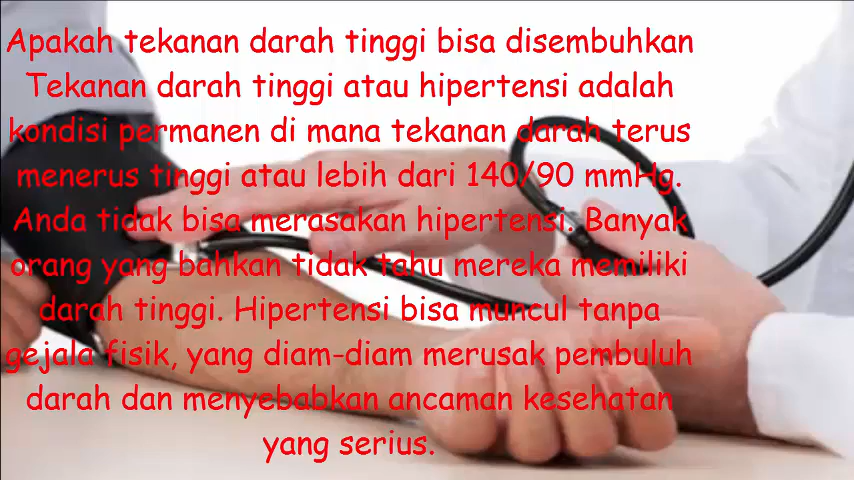 Apakah tekanan darah tinggi bisa disembuhkan
Tekanan darah tinggi atau hipertensi adalah
kondisi permanen di mana tekanan darah terus
menerus tinggi atau lebih dari 140/90 mmHg.
Anda tidak bisa merasakan hipertensi. Banyak
orang yang bahkan tidak tahu mereka memiliki
darah tinggi. Hipertensi bisa muncul tanpa
gejala fisik, yang diam-diam merusak pembuluh
darah dan menyebabkan ancaman kesehatan
yang serius.